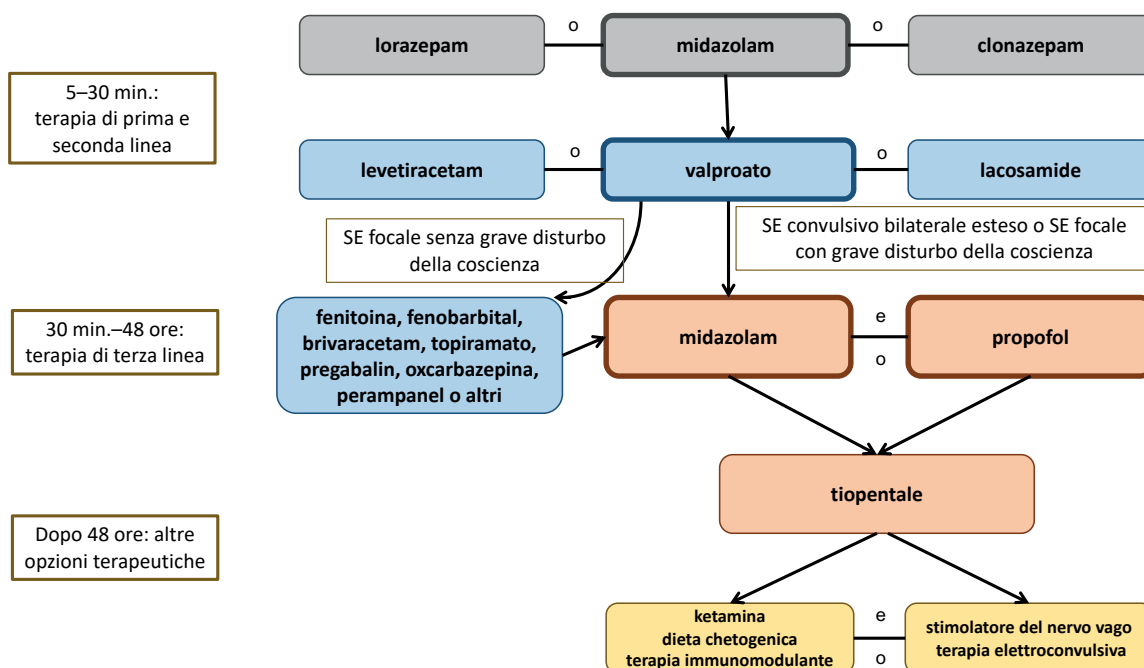 lorazepam
o
midazolam
o
clonazepam
5–30 min.:
terapia di prima e
seconda linea
levetiracetam
o
valproato
o
lacosamide
SE focale senza grave disturbo
della coscienza
SE convulsivo bilaterale esteso o SE focale
con grave disturbo della coscienza
30 min.–48 ore:
terapia di terza linea
fenitoina, fenobarbital,
brivaracetam, topiramato,
pregabalin, oxcarbazepina,
perampanel o altri
midazolam
e
o
propofol
tiopentale
Dopo 48 ore: altre
opzioni terapeutiche
ketamina
dieta chetogenica
terapia immunomodulante
e
o
stimolatore del nervo vago
terapia elettroconvulsiva